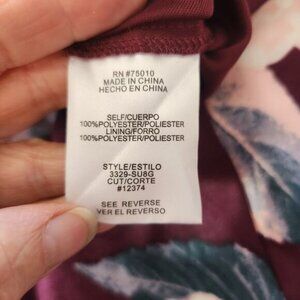 RN #75010
MADE IN CHINA
HECHO EN CHINA
SELF/CUERPO
100%POLYESTER/POLIESTER
LINING/FORRO
100%POLYESTER/POLIESTER
STYLE/ESTILO
3329-SU8G
CUT/CORTE
#12374
SEE REVERSE
VER EL REVERSO